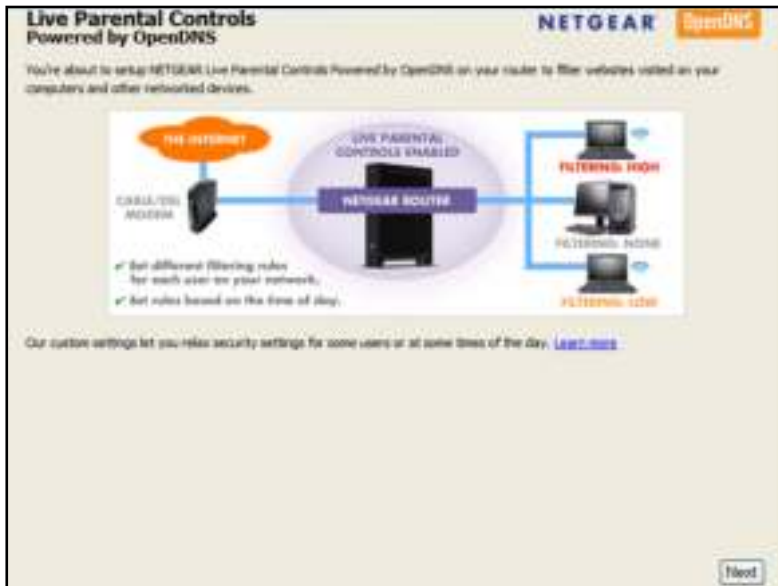 Live Parental Controls
Powered by OpenDNS
NETGEAR
OpenDNS
You're about to setup NETGEAR Live Parental Controls Powered by OpenDNS on your router to filter websites visited on your
computers and other networked devices.
THE INTERNET
LIVE PARENTAL
CONTROLS ENABLED
FILTERING: HIGH
CABLE/DSL
MODEM
NETGEAR ROUTER
FILTERING: NONE
✓ Set different filtering rules
for each user on your network.
✓ Set rules based on the time of day.
FILTERING: LOW
Our custom settings let you relax security settings for some users or at some times of the day. Learn more
Next